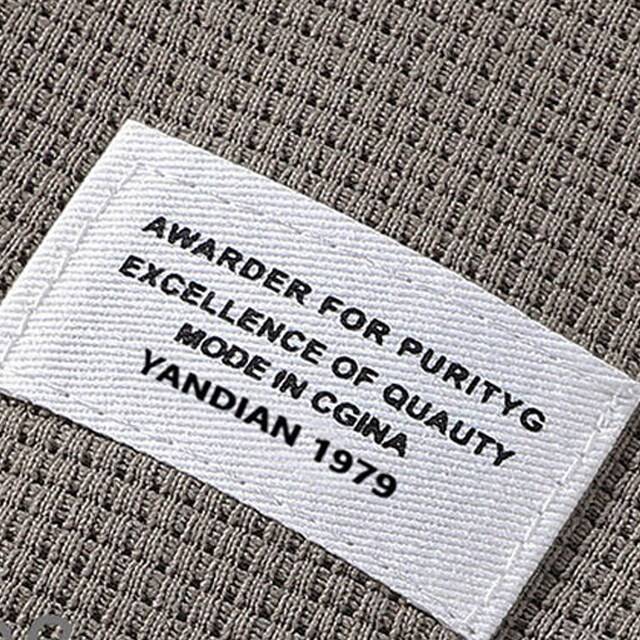 AWARDER FOR PURITYG
EXCELLENCE OF QUAUTY
MODE IN CGINA
YANDIAN 1979